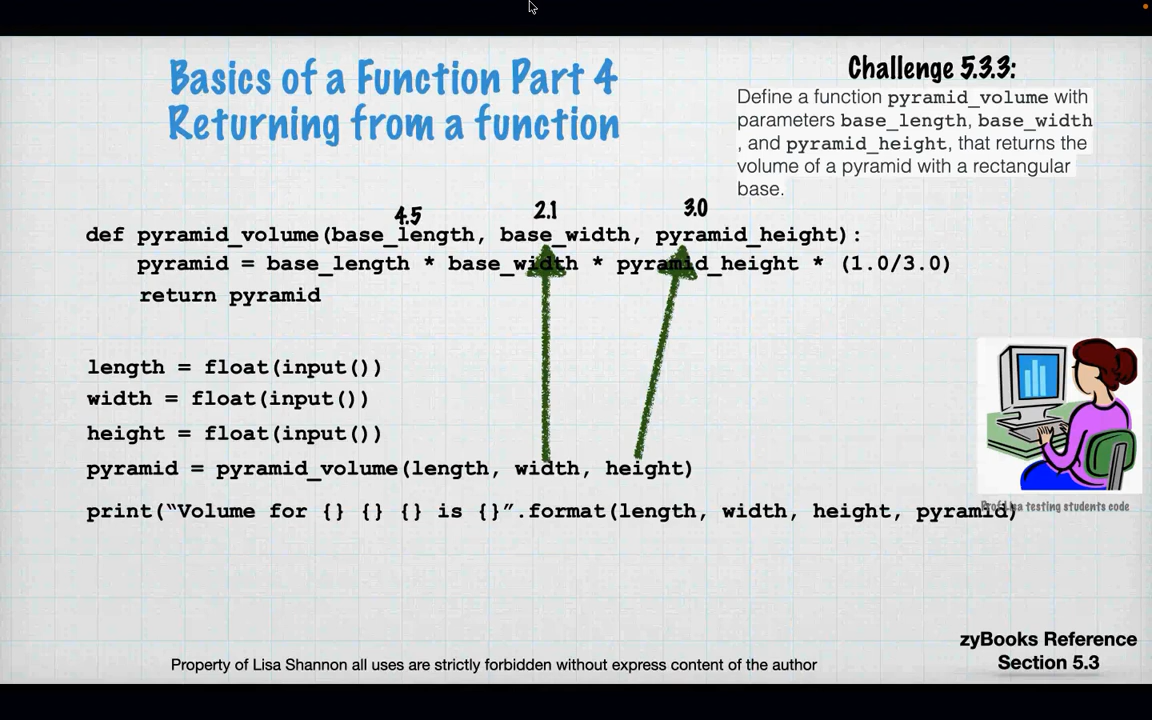 Basics of a Function Part 4
Returning from a function
Challenge 5.3.3:
Define a function pyramid_volume with
parameters base_length, base_width
, and pyramid_height, that returns the
volume of a pyramid with a rectangular
base.
4.5 2.1 3.0
def pyramid_volume(base_length, base_width, pyramid_height):
pyramid = base_length * base_width * pyramid_height * (1.0/3.0)
return pyramid
length = float(input())
width = float(input())
height = float(input())
pyramid = pyramid_volume(length, width, height)
print(“Volume for {} {} {} is {}”.format(length, width, height, pyramid)
Prof Lisa testing students code
zyBooks Reference
Section 5.3
Property of Lisa Shannon all uses are strictly forbidden without express content of the author